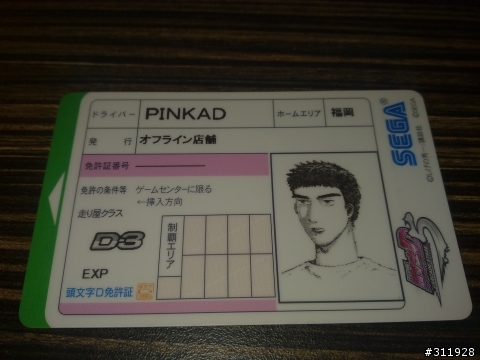 ドライバー PINKAD ホームエリア 福岡
発 行 オフライン店舗
免許証番号
免許の条件等 ゲームセンターに限る
←挿入方向
走り屋クラス
D3
制覇エリア
EXP
頭文字D免許証
SEGA®
©SEGA
#311928